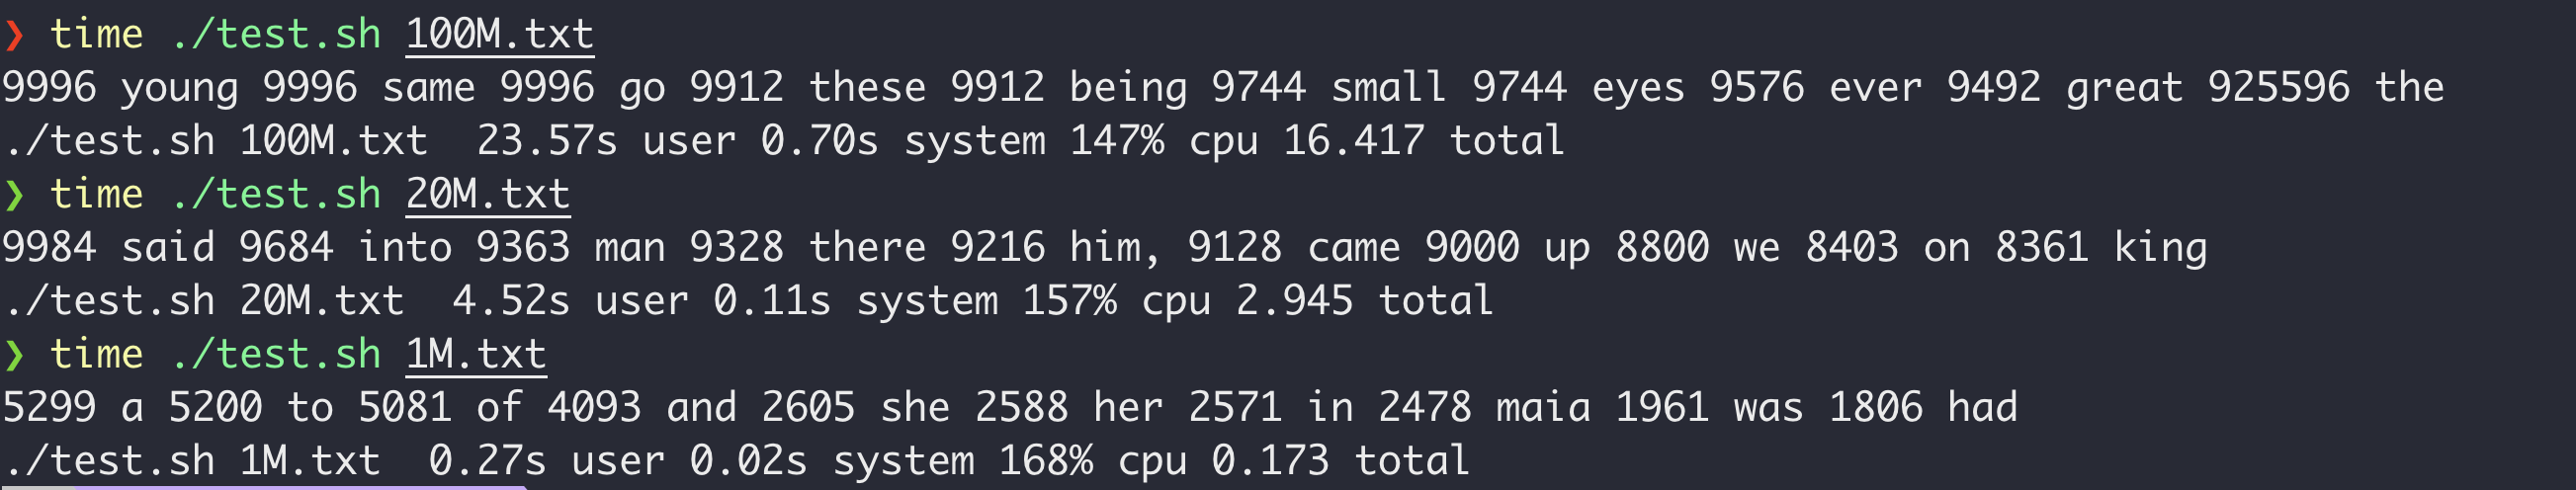 ❯ time ./test.sh 100M.txt
9996 young 9996 same 9996 go 9912 these 9912 being 9744 small 9744 eyes 9576 ever 9492 great 925596 the
./test.sh 100M.txt  23.57s user 0.70s system 147% cpu 16.417 total
❯ time ./test.sh 20M.txt
9984 said 9684 into 9363 man 9328 there 9216 him, 9128 came 9000 up 8800 we 8403 on 8361 king
./test.sh 20M.txt  4.52s user 0.11s system 157% cpu 2.945 total
❯ time ./test.sh 1M.txt
5299 a 5200 to 5081 of 4093 and 2605 she 2588 her 2571 in 2478 maia 1961 was 1806 had
./test.sh 1M.txt  0.27s user 0.02s system 168% cpu 0.173 total